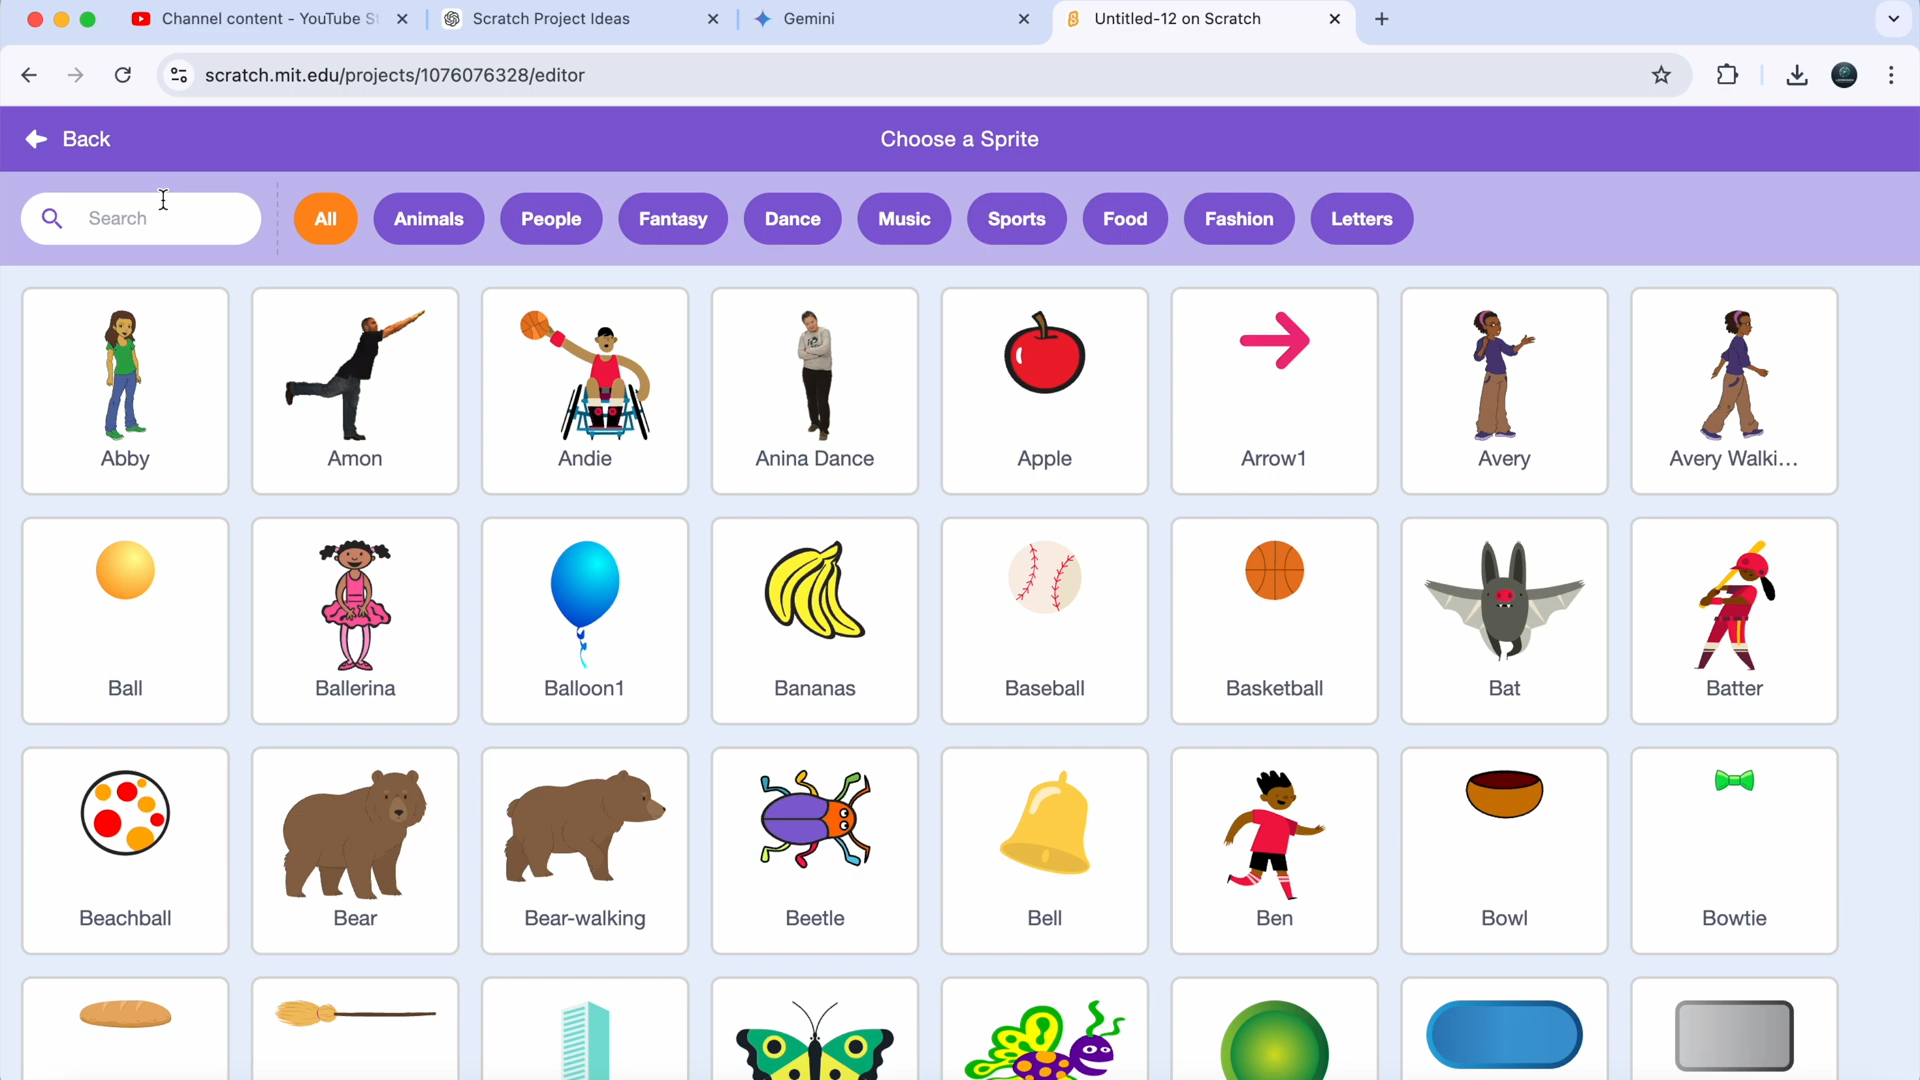 Channel content - YouTube St
Scratch Project Ideas
Gemini
Untitled-12 on Scratch
scratch.mit.edu/projects/1076076328/editor
Back
Choose a Sprite
Search
All
Animals
People
Fantasy
Dance
Music
Sports
Food
Fashion
Letters
Abby
Amon
Andie
Anina Dance
Apple
Arrow1
Avery
Avery Walki...
Ball
Ballerina
Balloon1
Bananas
Baseball
Basketball
Bat
Batter
Beachball
Bear
Bear-walking
Beetle
Bell
Ben
Bowl
Bowtie